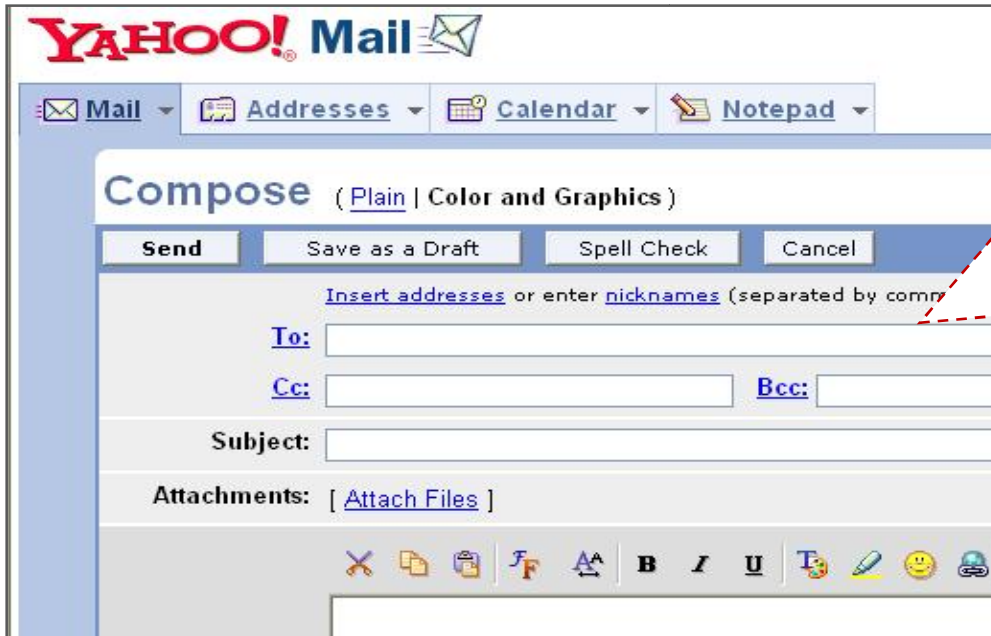 YAHOO! Mail
Mail Addresses Calendar Notepad
Compose ( Plain | Color and Graphics )
Send Save as a Draft Spell Check Cancel
Insert addresses or enter nicknames (separated by comm
To:
Cc: Bcc:
Subject:
Attachments: [ Attach Files ]
B I U